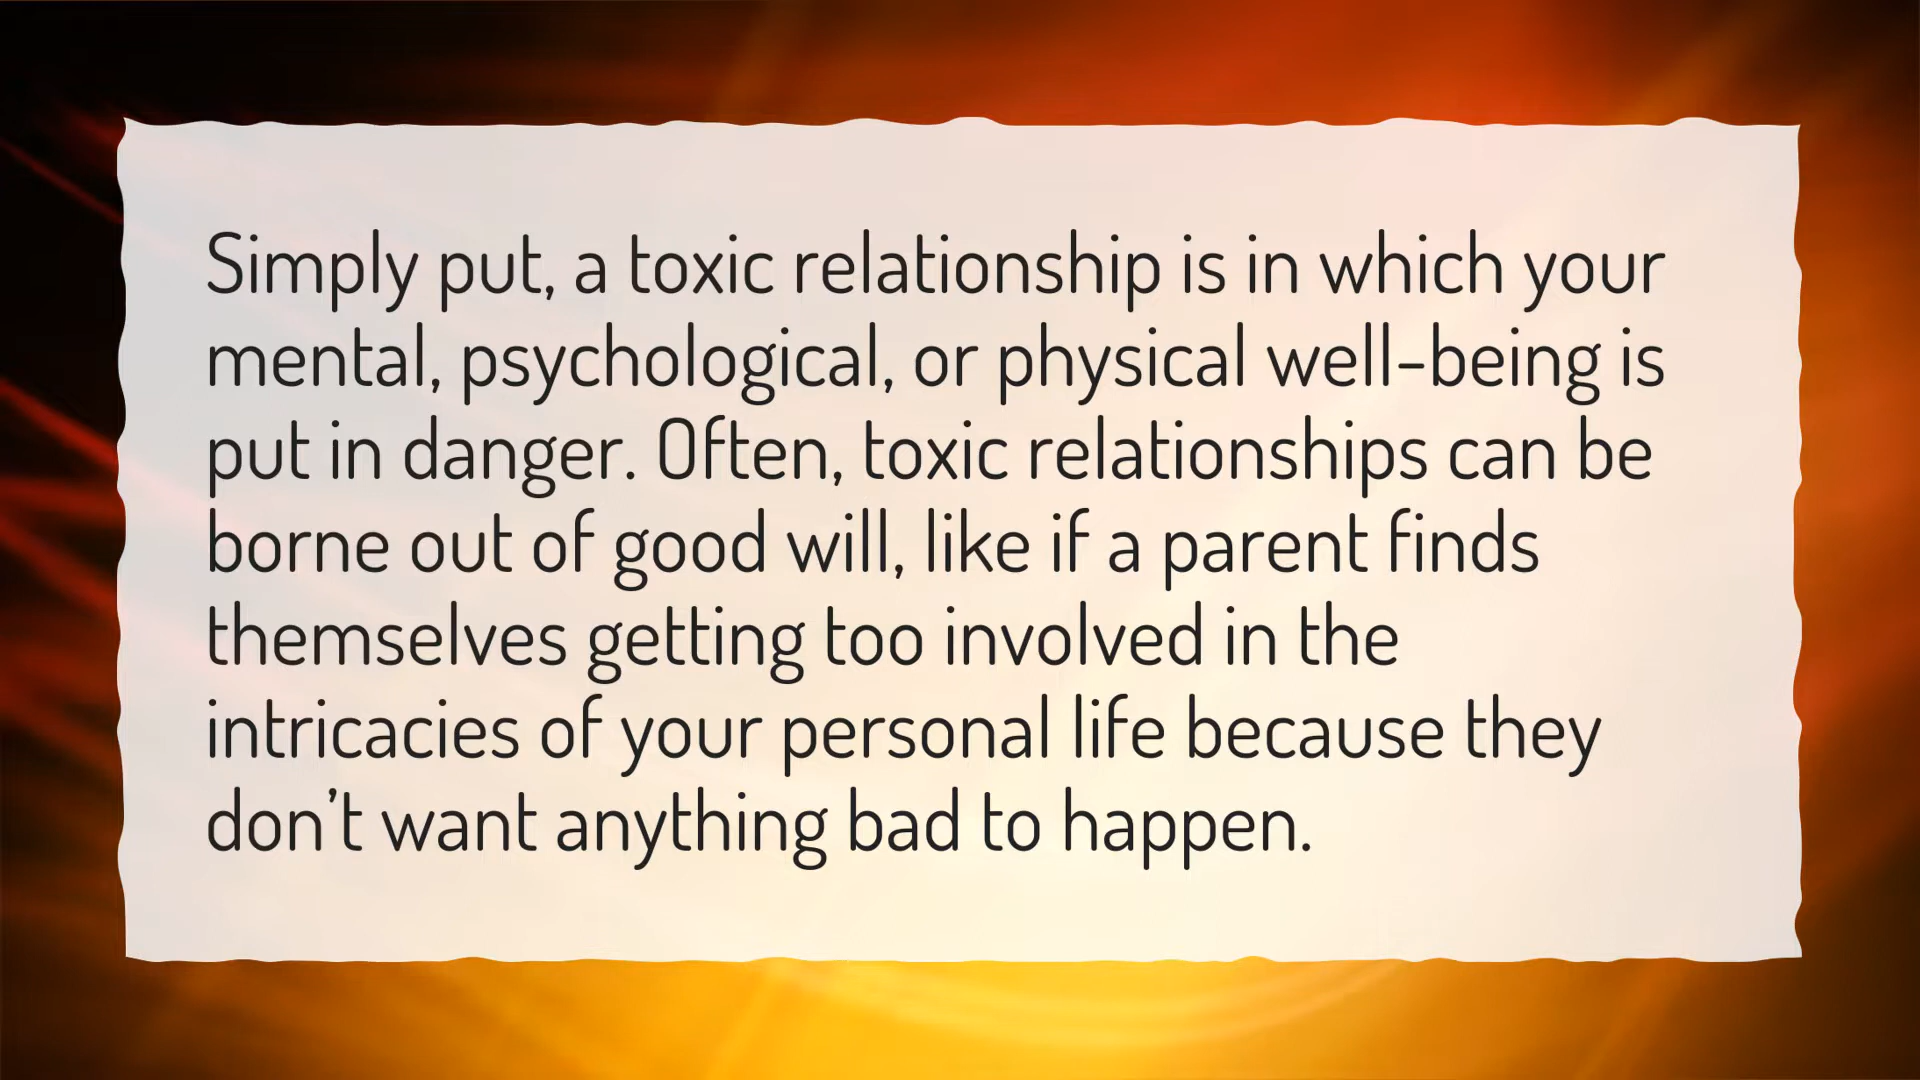 Simply put, a toxic relationship is in which your
mental, psychological, or physical well-being is
put in danger. Often, toxic relationships can be
borne out of good will, like if a parent finds
themselves getting too involved in the
intricacies of your personal life because they
don’t want anything bad to happen.